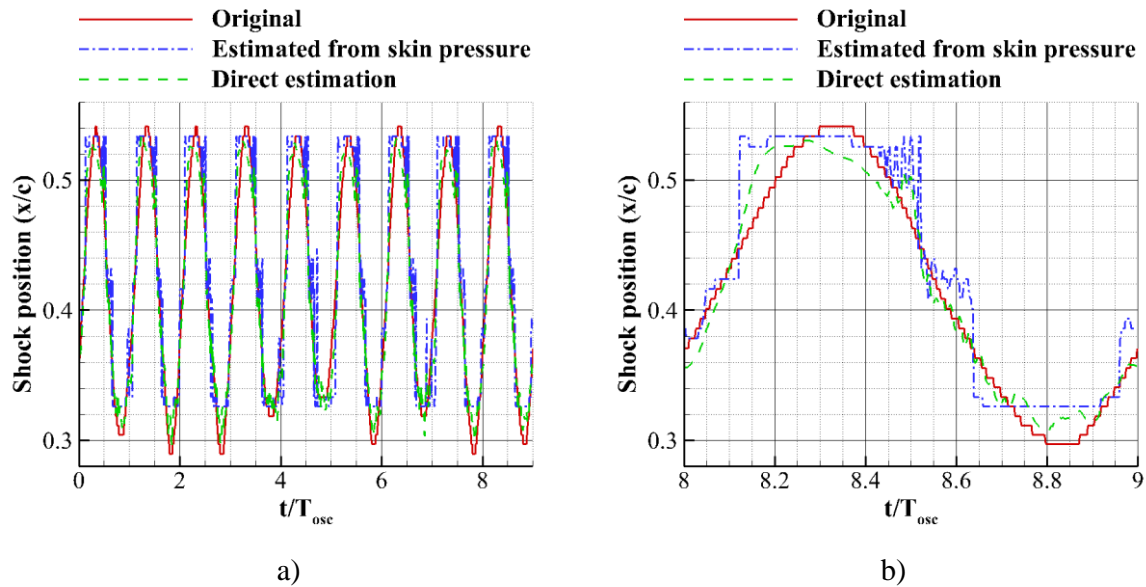 Original
Estimated from skin pressure
Direct estimation
Shock position (x/c)
0.5
0.4
0.3
0 2 4 6 8
t/Tosc
a)
Original
Estimated from skin pressure
Direct estimation
Shock position (x/c)
0.5
0.4
0.3
8 8.2 8.4 8.6 8.8 9
t/Tosc
b)